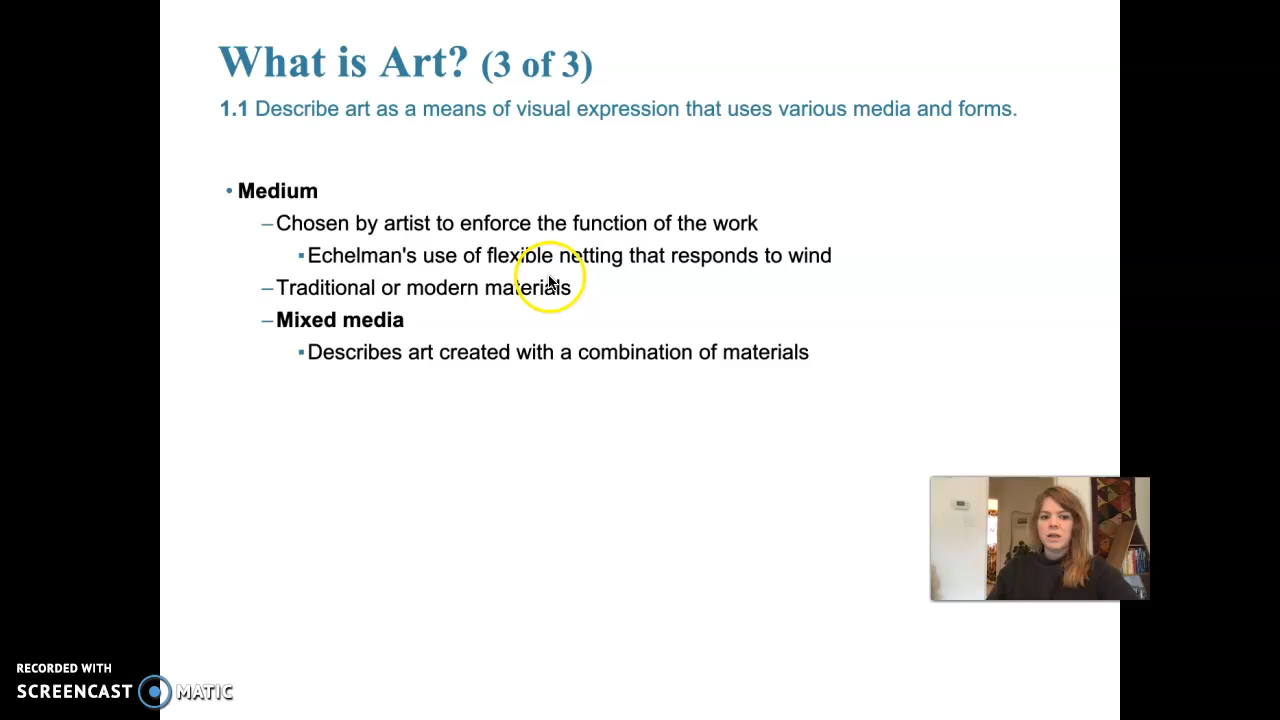 What is Art? (3 of 3)
1.1 Describe art as a means of visual expression that uses various media and forms.
• Medium
–Chosen by artist to enforce the function of the work
▪Echelman's use of flexible netting that responds to wind
–Traditional or modern materials
–Mixed media
▪Describes art created with a combination of materials
RECORDED WITH
SCREENCAST MATIC